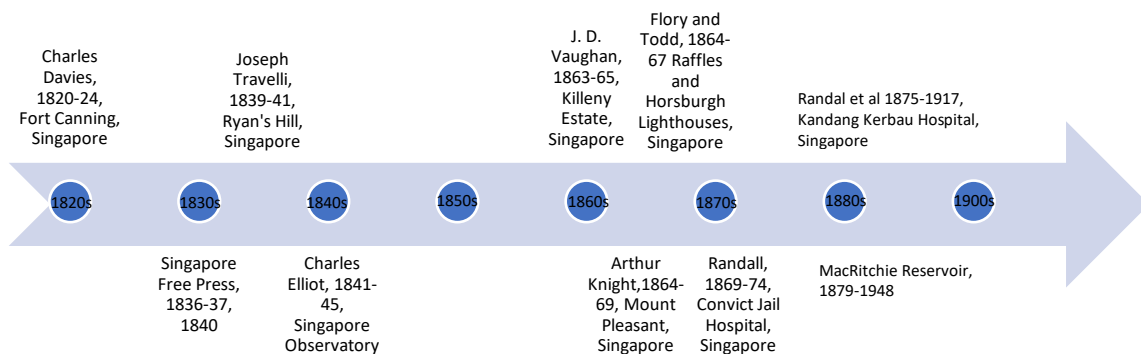 Charles
Davies,
1820-24,
Fort Canning,
Singapore
Joseph
Travelli,
1839-41,
Ryan's Hill,
Singapore
J. D.
Vaughan,
1863-65,
Killeny
Estate,
Singapore
Flory and
Todd, 1864-
67 Raffles
and
Horsburgh
Lighthouses,
Singapore
Randal et al 1875-1917,
Kandang Kerbau Hospital,
Singapore
1820s
1830s
1840s
1850s
1860s
1870s
1880s
1900s
Singapore
Free Press,
1836-37,
1840
Charles
Elliot, 1841-
45,
Singapore
Observatory
Arthur
Knight,1864-
69, Mount
Pleasant,
Singapore
Randall,
1869-74,
Convict Jail
Hospital,
Singapore
MacRitchie Reservoir,
1879-1948